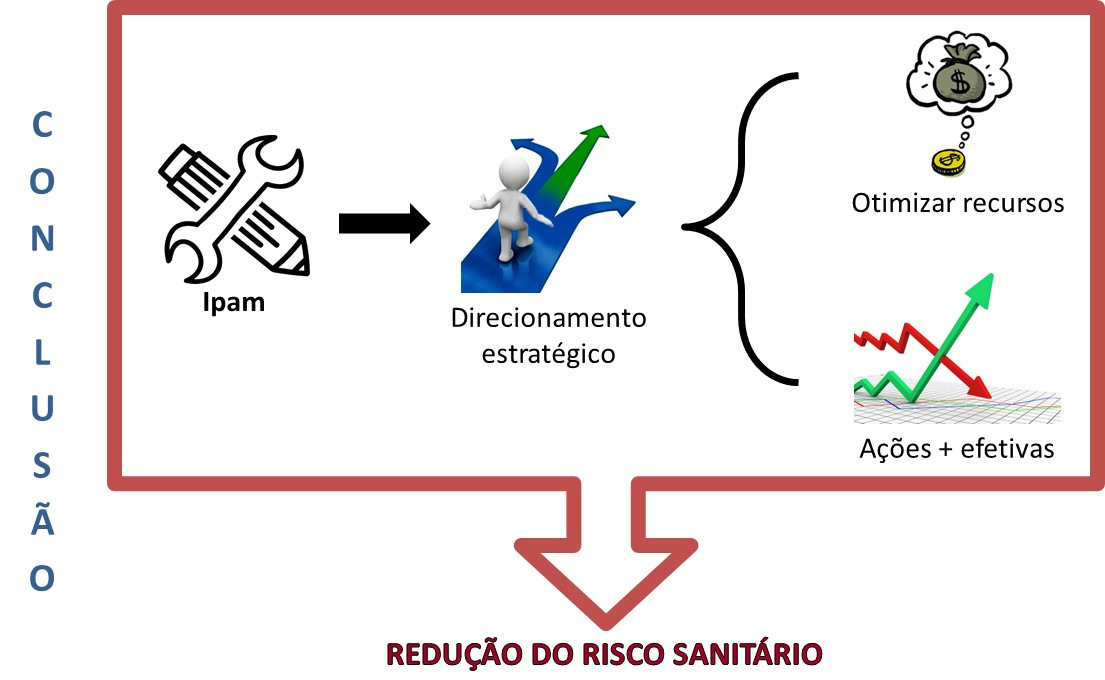 CONCLUSÃO
Ipam
Direcionamento
estratégico
$
$
Otimizar recursos
Ações + efetivas
REDUÇÃO DO RISCO SANITÁRIO